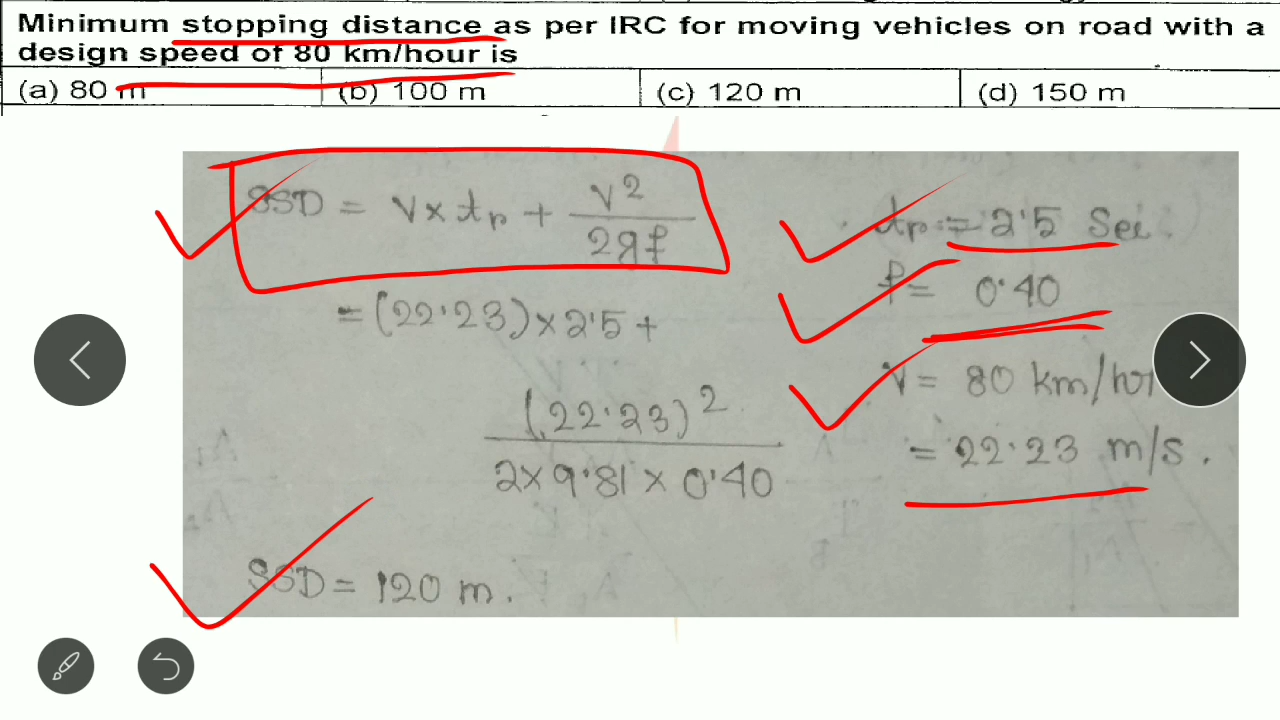 Minimum stopping distance as per IRC for moving vehicles on road with a
design speed of 80 km/hour is
(a) 80 m (b) 100 m (c) 120 m (d) 150 m
SSD = V x tp + V² / 2gf
tp = 2.5 Sec.
f = 0.40
= (22.23) x 2.5 +
V = 80 km/hr
(22.23)² / 2 x 9.81 x 0.40
= 22.23 m/s.
SSD = 120 m.